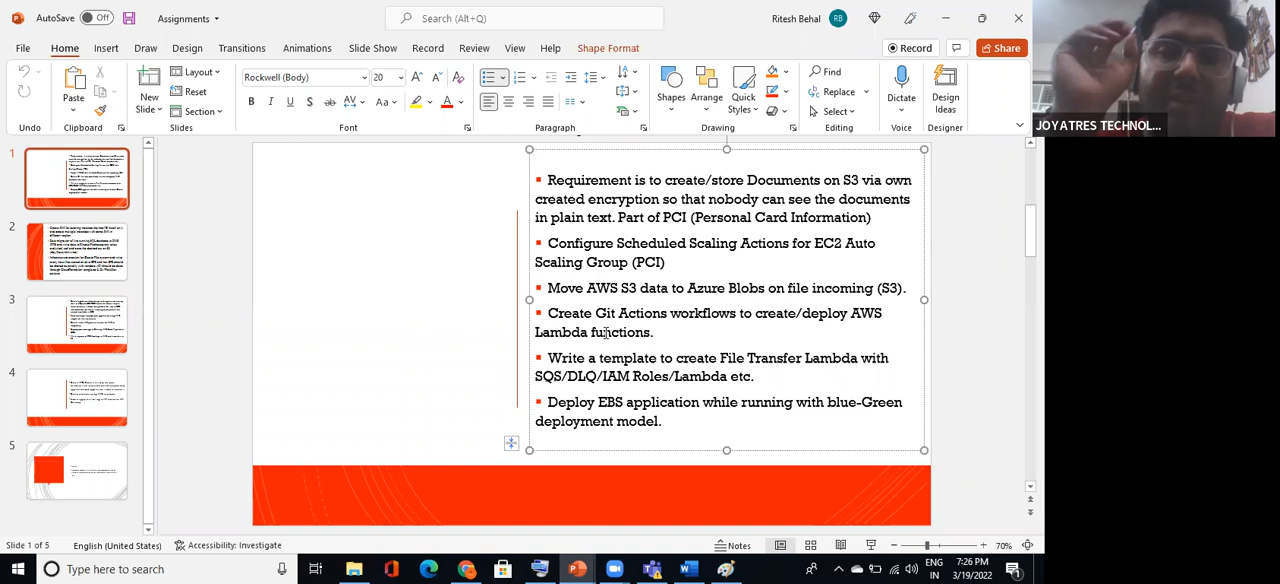 AutoSave Off Assignments Search (Alt+Q) Ritesh Behal RB
File Home Insert Draw Design Transitions Animations Slide Show Record Review View Help Shape Format Record Share
Paste New Slide Layout Reset Section Rockwell (Body) 20 Shapes Arrange Quick Styles Find Replace Select Dictate Design Ideas
Undo Clipboard Slides Font Paragraph Drawing Editing Voice Designer
JOYATRES TECHNOL...
Requirement is to create/store Documents on S3 via own
created encryption so that nobody can see the documents
in plain text. Part of PCI (Personal Card Information)
Configure Scheduled Scaling Actions for EC2 Auto
Scaling Group (PCI)
Move AWS S3 data to Azure Blobs on file incoming (S3).
Create Git Actions workflows to create/deploy AWS
Lambda functions.
Write a template to create File Transfer Lambda with
SQS/DLQ/IAM Roles/Lambda etc.
Deploy EBS application while running with blue-Green
deployment model.
1
2
3
4
5
Slide 1 of 5 English (United States) Accessibility: Investigate Notes 70%
Type here to search ENG IN 7:26 PM 3/19/2022